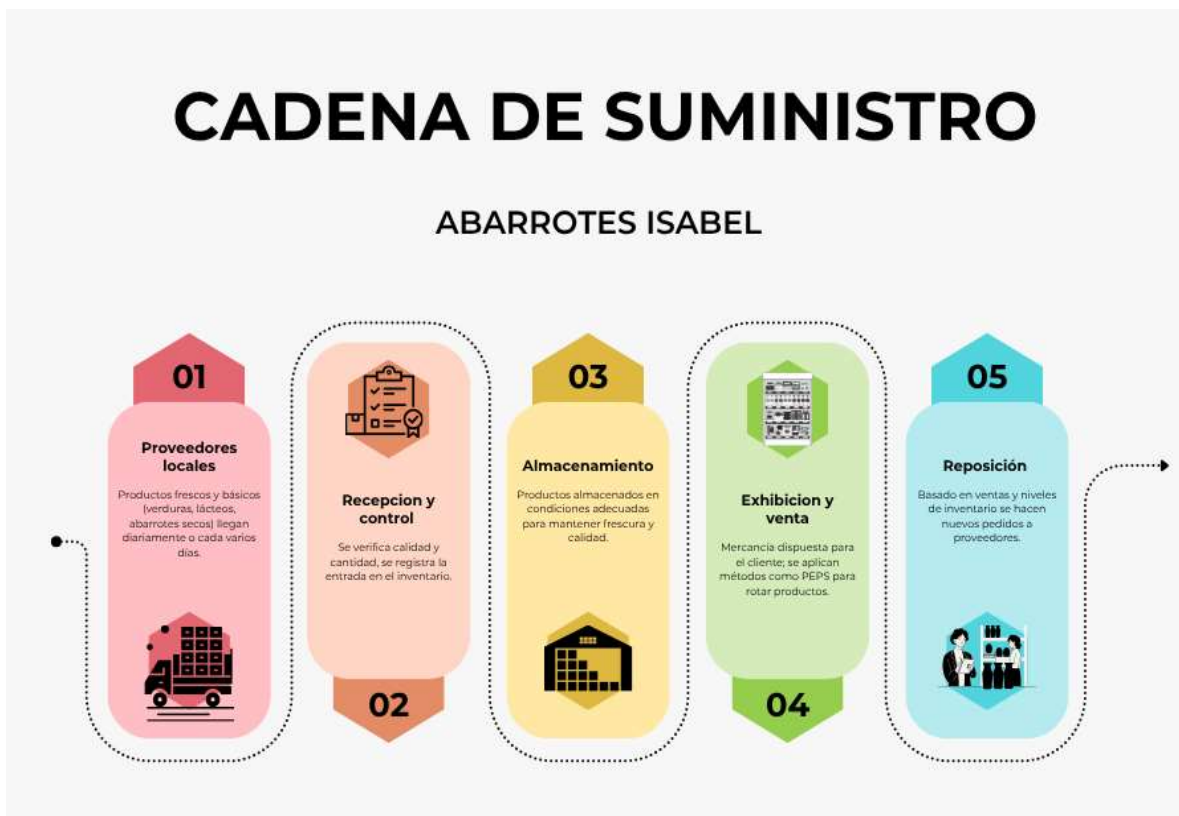 CADENA DE SUMINISTRO
ABARROTES ISABEL
01
Proveedores
locales
Productos frescos y básicos
(verduras, lácteos,
abarrotes secos) llegan
diariamente o cada varios
días.
Recepcion y
control
Se verifica calidad y
cantidad, se registra la
entrada en el inventario.
02
03
Almacenamiento
Productos almacenados en
condiciones adecuadas
para mantener frescura y
calidad.
Exhibicion y
venta
Mercancía dispuesta para
el cliente; se aplican
métodos como PEPS para
rotar productos.
04
05
Reposición
Basado en ventas y niveles
de inventario se hacen
nuevos pedidos a
proveedores.